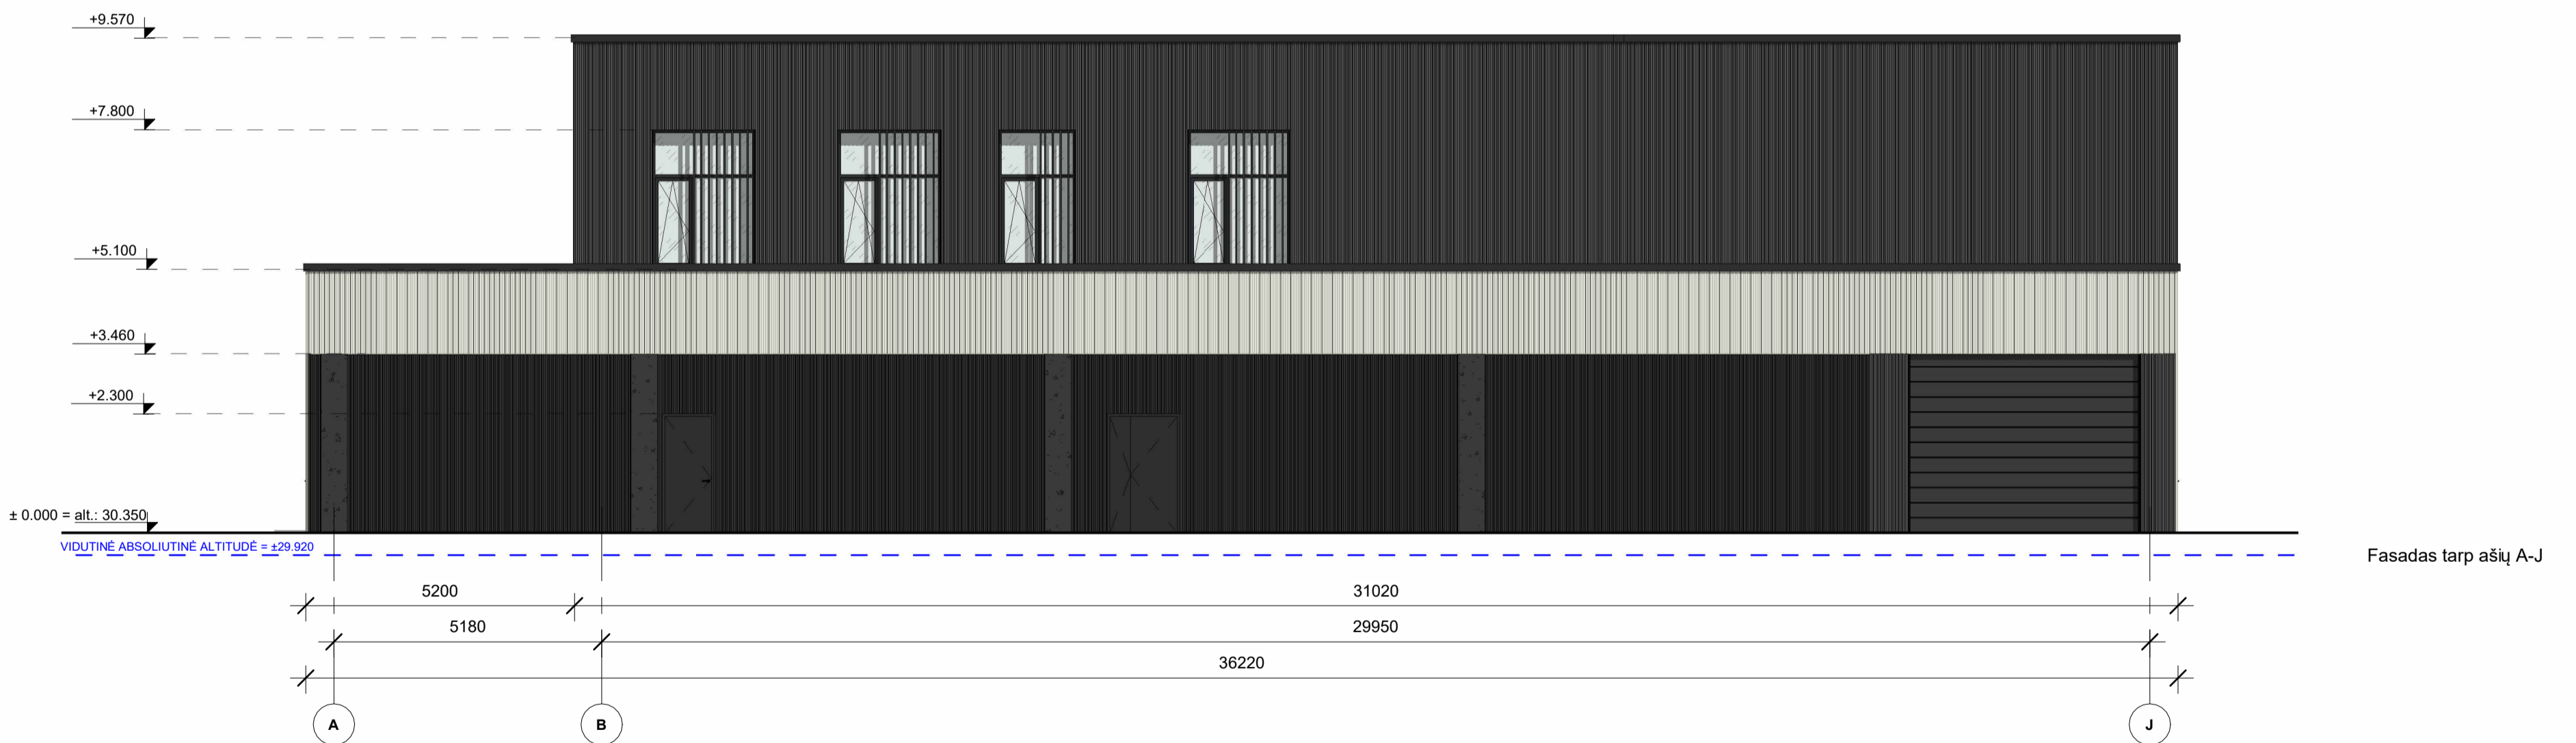 +9.570
+7.800
+5.100
+3.460
+2.300
± 0.000 = alt.: 30.350
VIDUTINĖ ABSOLIUTINĖ ALTITUDĖ = ±29.920
Fasadas tarp ašių A-J
5200 31020
5180 29950
36220
A B J